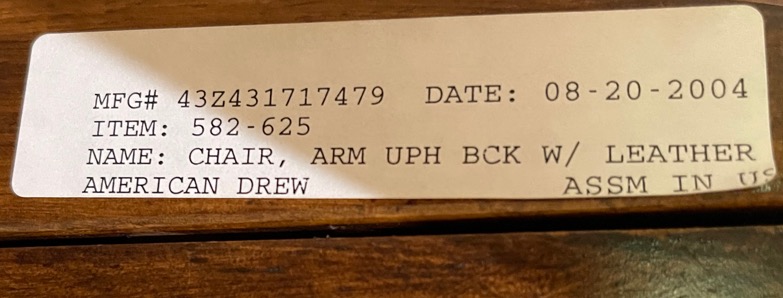 MFG# 43Z431717479 DATE: 08-20-2004
ITEM: 582-625
NAME: CHAIR, ARM UPH BCK W/ LEATHER
AMERICAN DREW ASSM IN US